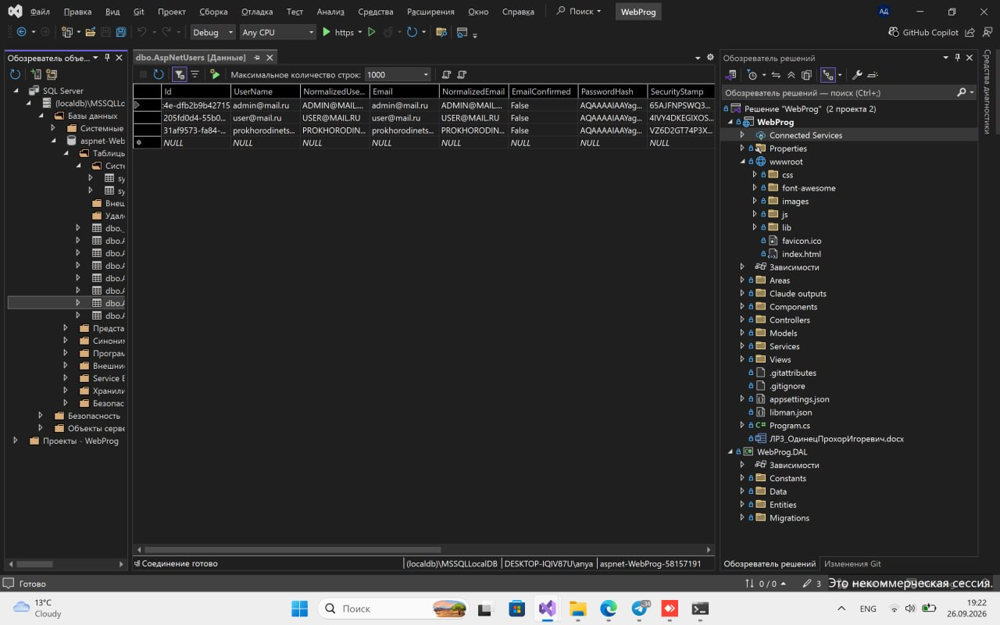 Файл Правка Вид Git Проект Сборка Отладка Тест Анализ Средства Расширения Окно Справка Поиск WebProg АД
Debug Any CPU https GitHub Copilot
Обозреватель объе...
SQL Server
(localdb)\MSSQLLo
Базы данных
Системные
aspnet-Web
Таблиць
Систе
sy
sy
Внец
Удал
dbo._
dbo.A
dbo.A
dbo.A
dbo.A
dbo.A
dbo.A
dbo.A
Предста
Синоним
Програм
Внешние
Service B
Хранили
Безопас
Безопасность
Объекты серве
Проекты - WebProg
dbo.AspNetUsers [Данные]
Максимальное количество строк: 1000
Id UserName NormalizedUse... Email NormalizedEmail EmailConfirmed PasswordHash SecurityStamp
:4e-dfb2b9b42715 admin@mail.ru ADMIN@MAIL.... admin@mail.ru ADMIN@MAIL.... False AQAAAAIAAYag... 65AJFNPSWQ3...
205fd0d4-55b0... user@mail.ru USER@MAIL.RU user@mail.ru USER@MAIL.RU False AQAAAAIAAYag... 4IVY4DKEGIXOS...
31af9573-fa84-... prokhorodinets... PROKHORODIN... prokhorodinets... PROKHORODIN... False AQAAAAIAAYag... VZ6D2GT74P3X...
NULL NULL NULL NULL NULL NULL NULL NULL
Соединение готово (localdb)\MSSQLLocalDB DESKTOP-IQIV87U\anya aspnet-WebProg-58157191
Обозреватель решений
Обозреватель решений — поиск (Ctrl+;)
Решение "WebProg" (2 проекта 2)
WebProg
Connected Services
Properties
wwwroot
css
font-awesome
images
js
lib
favicon.ico
index.html
Зависимости
Areas
Claude outputs
Components
Controllers
Models
Services
Views
.gitattributes
.gitignore
appsettings.json
libman.json
Program.cs
ЛР3_ОдинецПрохорИгоревич.docx
WebProg.DAL
Зависимости
Constants
Data
Entities
Migrations
Обозреватель решений Изменения Git
Средства диагностики
Готово 0 / 0 3 Это некоммерческая сессия.
13°C
Cloudy
Поиск
34
ENG
19:22
26.09.2026